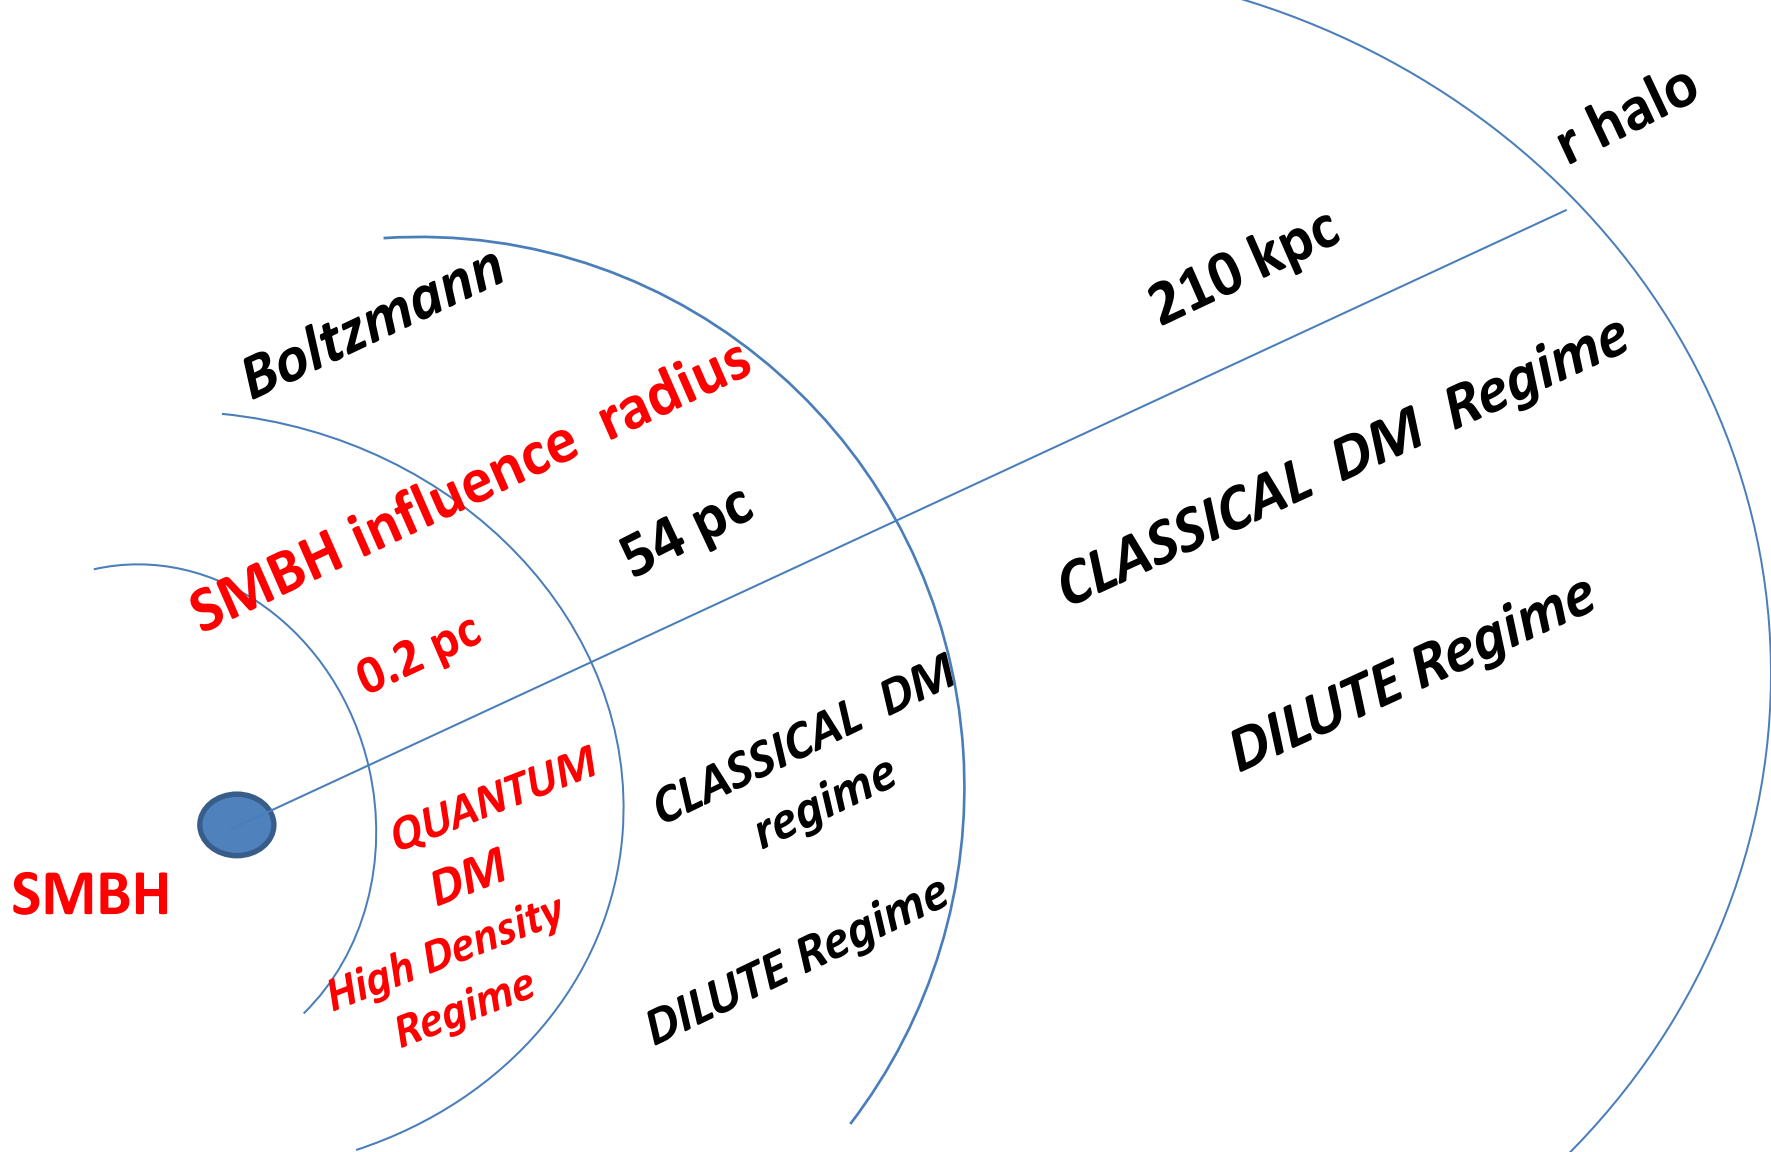 r halo
210 kpc
Boltzmann
SMBH influence radius
54 pc
0.2 pc
CLASSICAL DM Regime
DILUTE Regime
CLASSICAL DM
regime
DILUTE Regime
QUANTUM
DM
High Density
Regime
SMBH